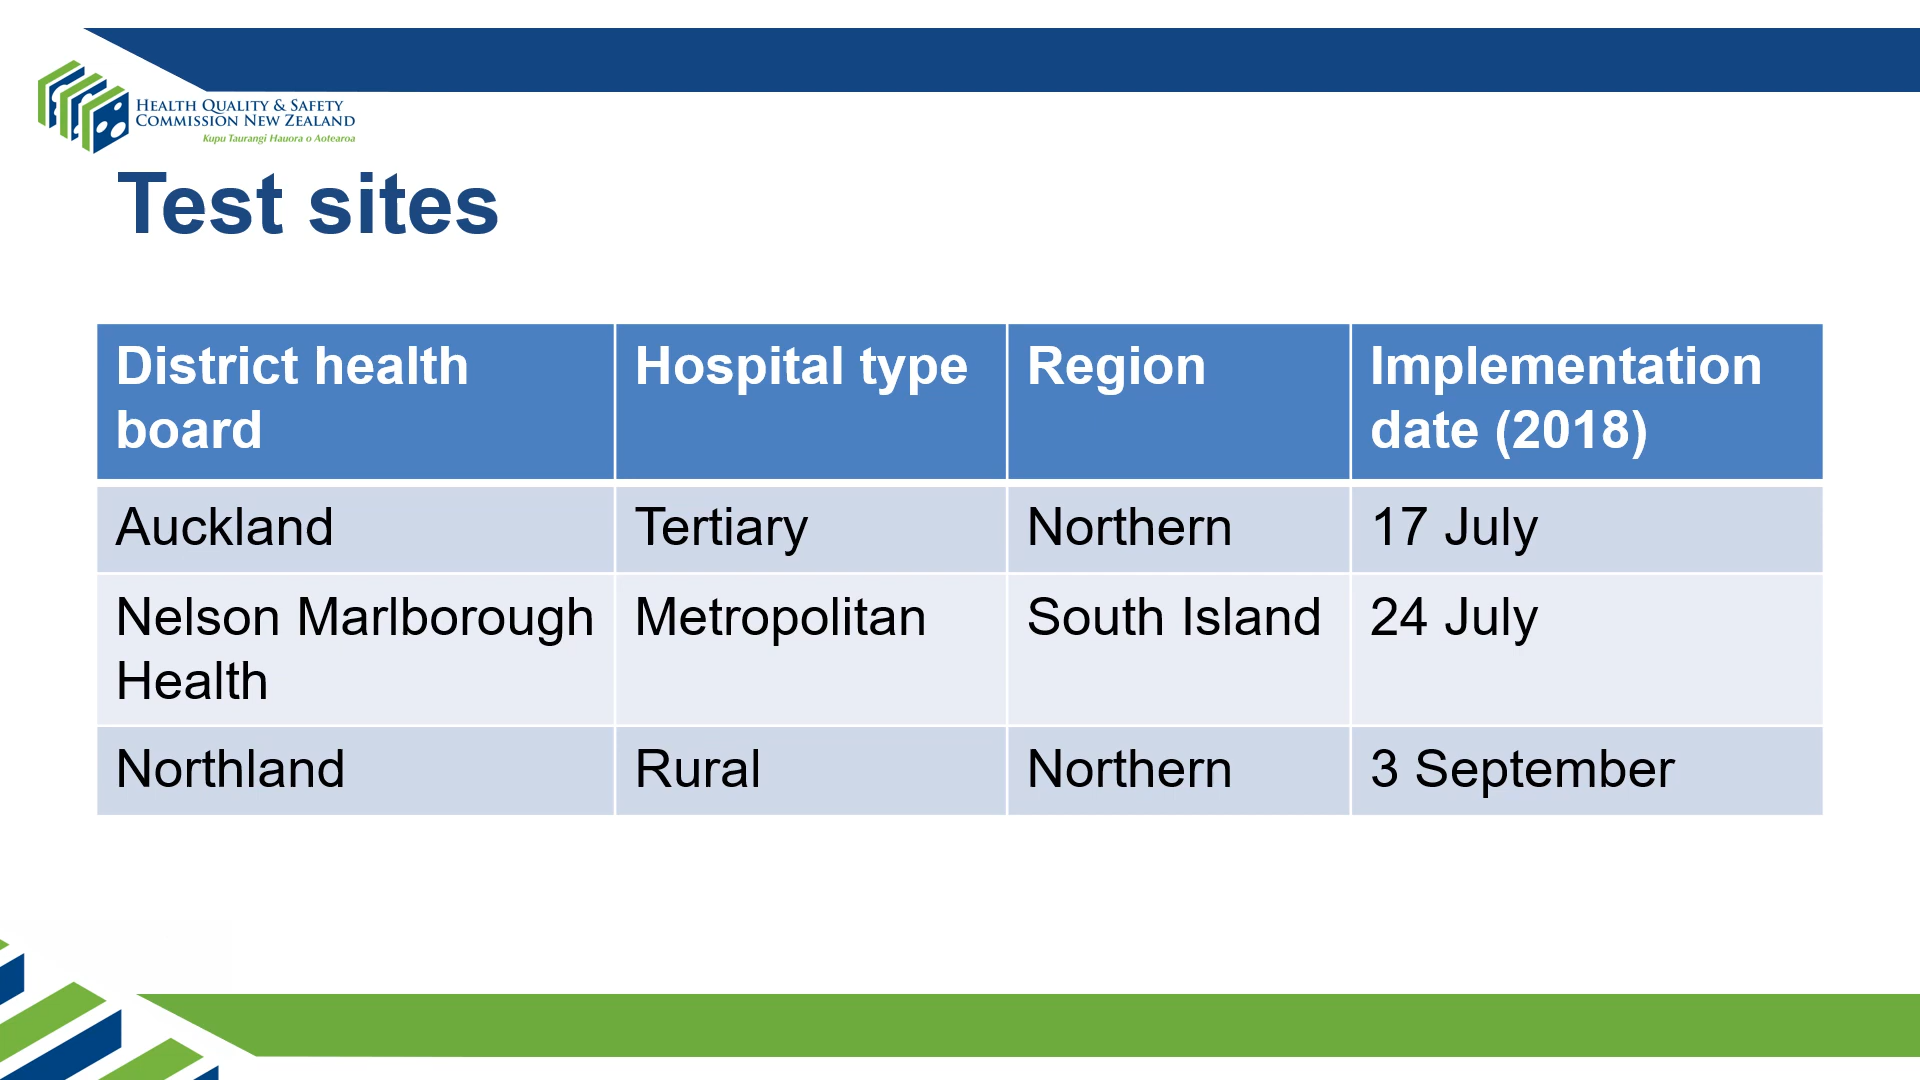 HEALTH QUALITY & SAFETY
COMMISSION NEW ZEALAND
Kupu Taurangi Hauora o Aotearoa
Test sites
District health board Hospital type Region Implementation date (2018)
Auckland Tertiary Northern 17 July
Nelson Marlborough Health Metropolitan South Island 24 July
Northland Rural Northern 3 September